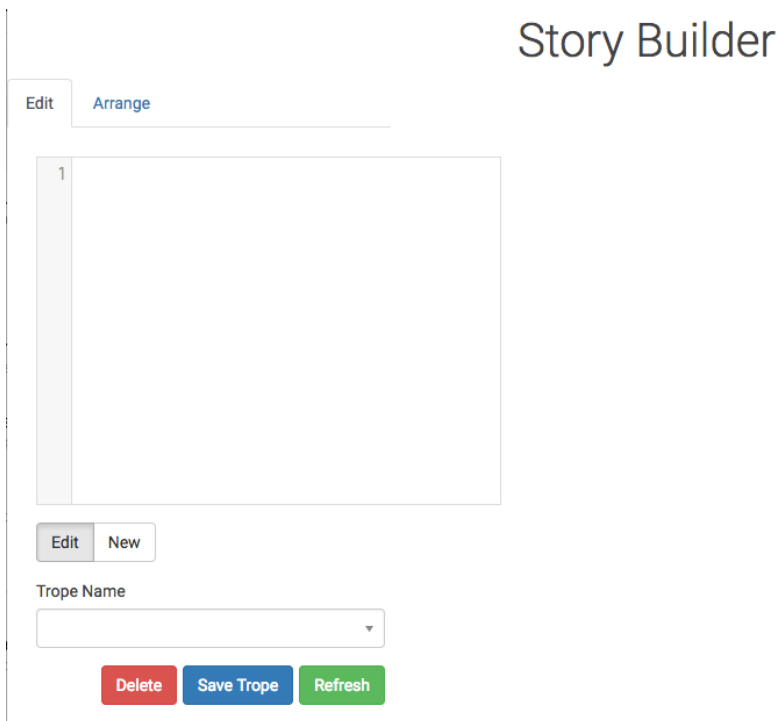 Story Builder
Edit Arrange
1
Edit New
Trope Name
Delete Save Trope Refresh